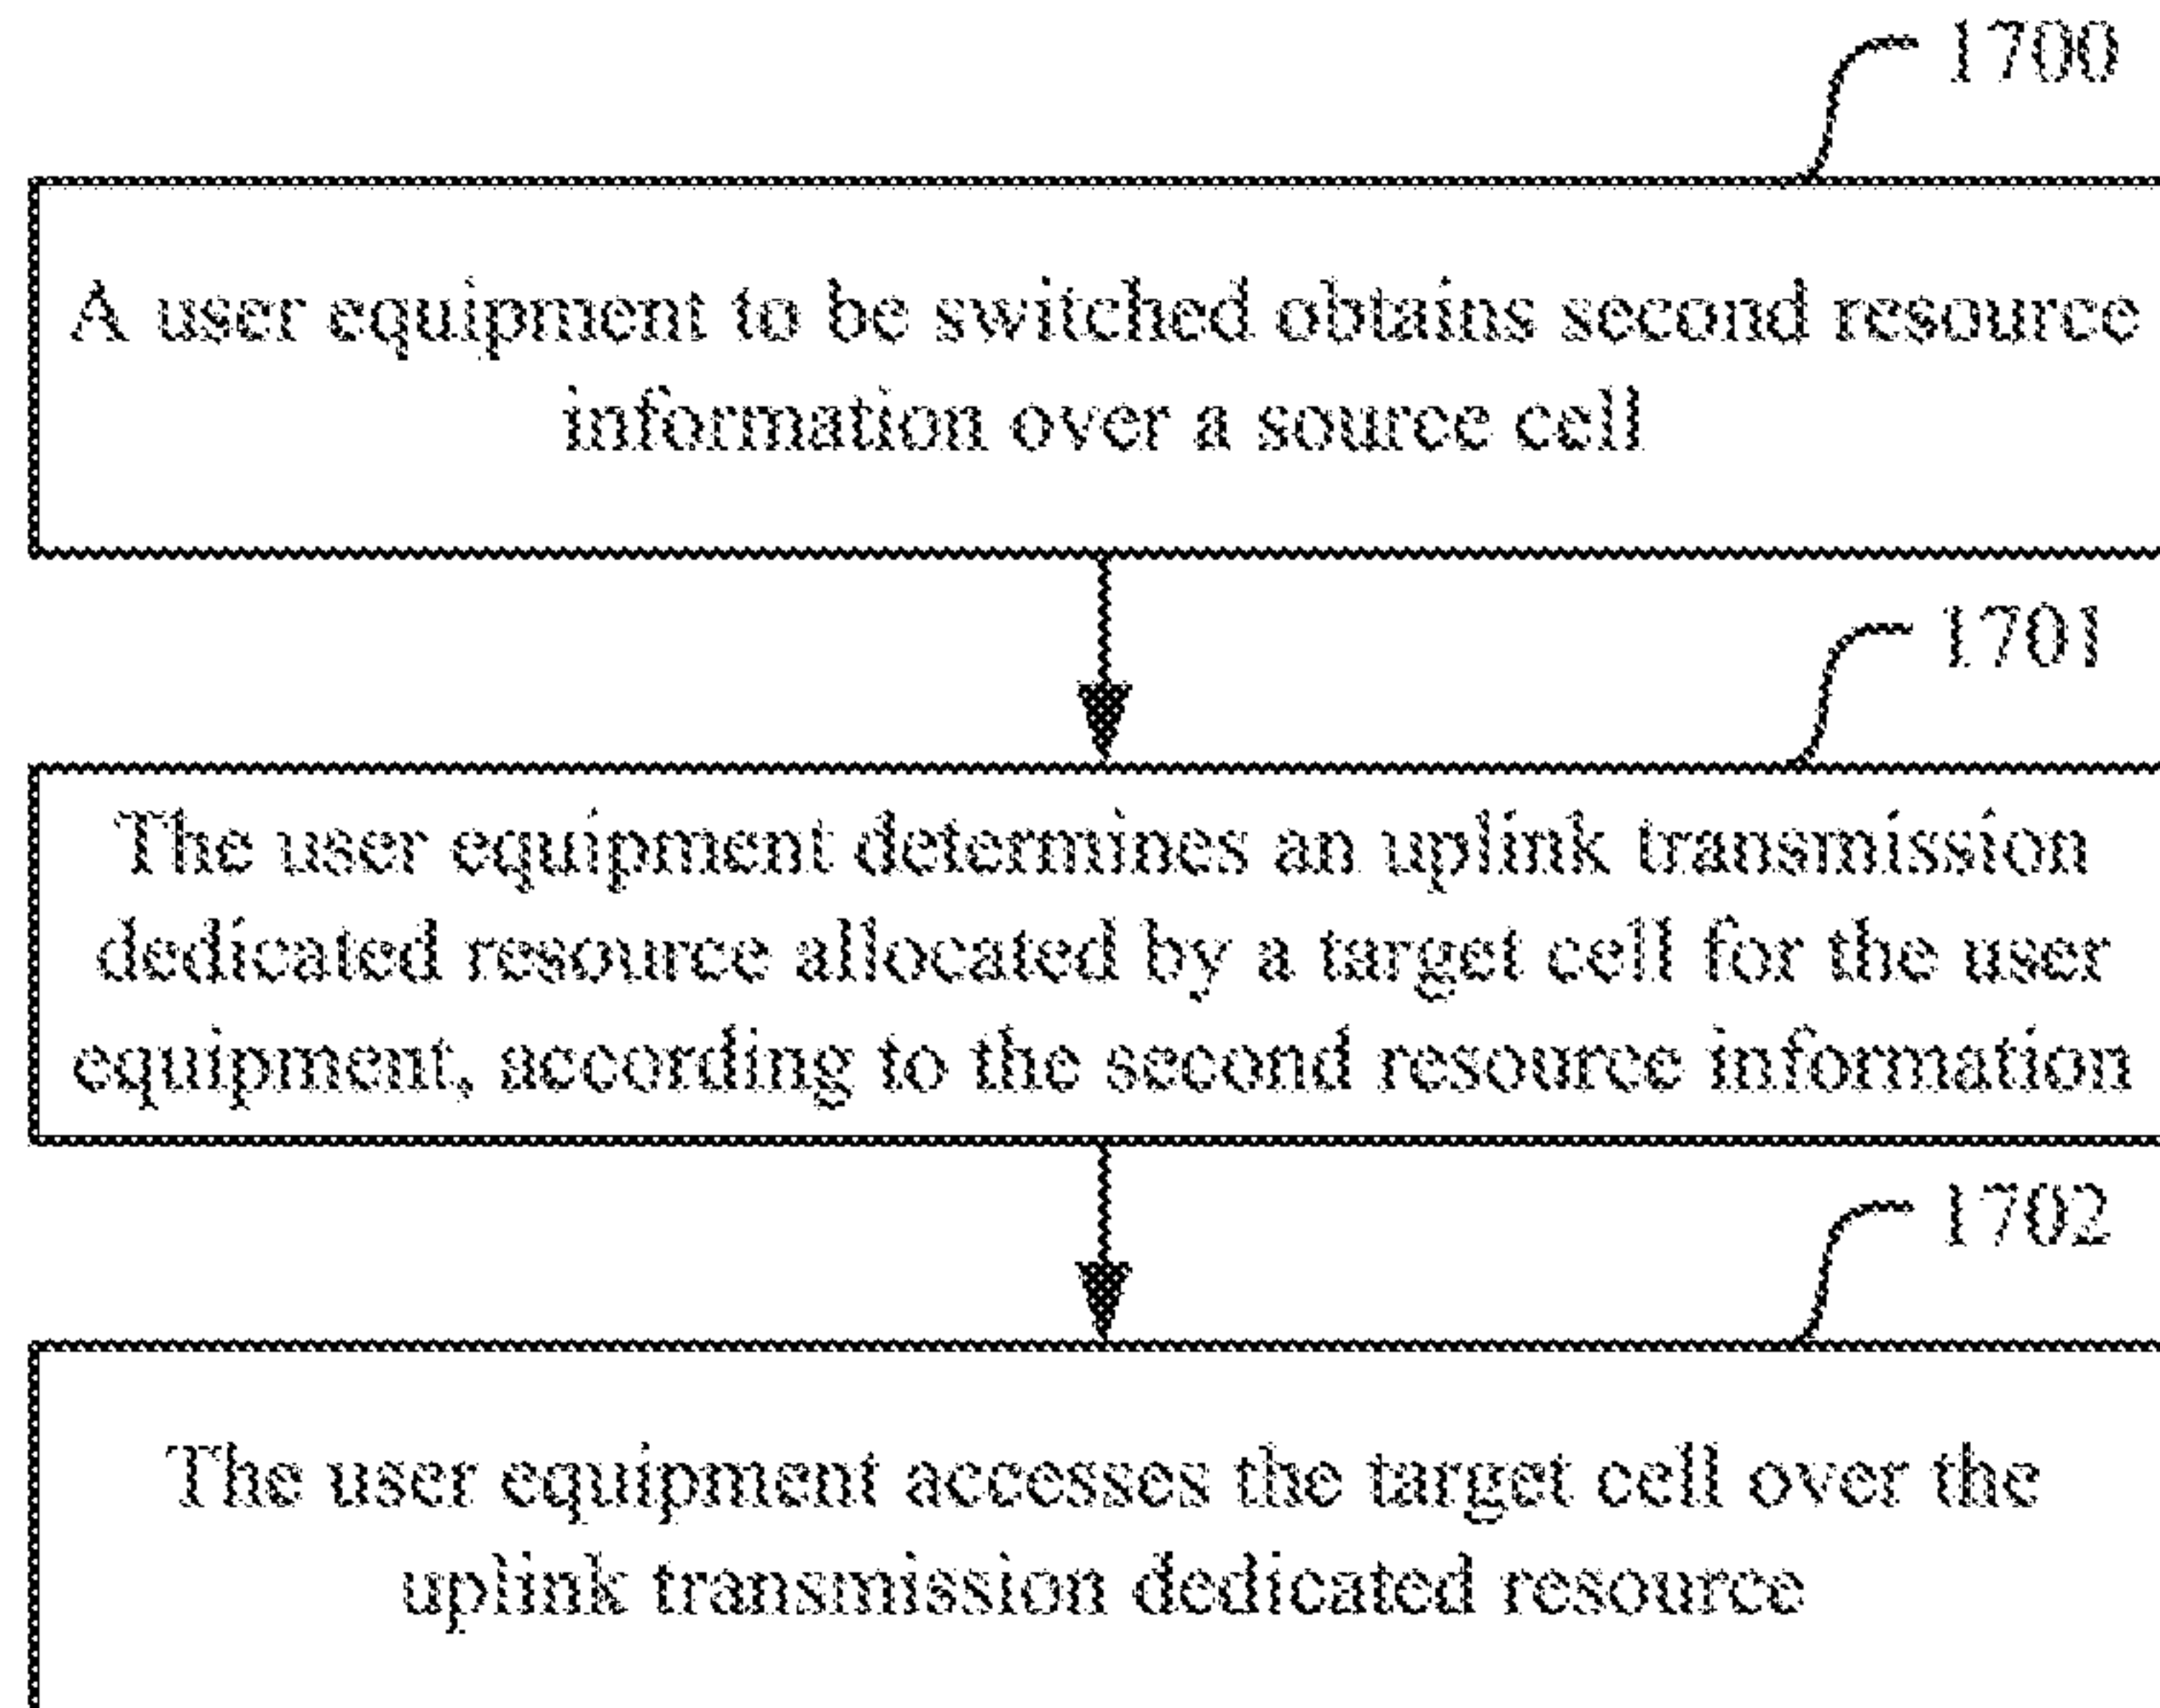 1700
A user equipment to be switched obtains second resource
information over a source cell
1701
The user equipment determines an uplink transmission
dedicated resource allocated by a target cell for the user
equipment, according to the second resource information
1702
The user equipment accesses the target cell over the
uplink transmission dedicated resource